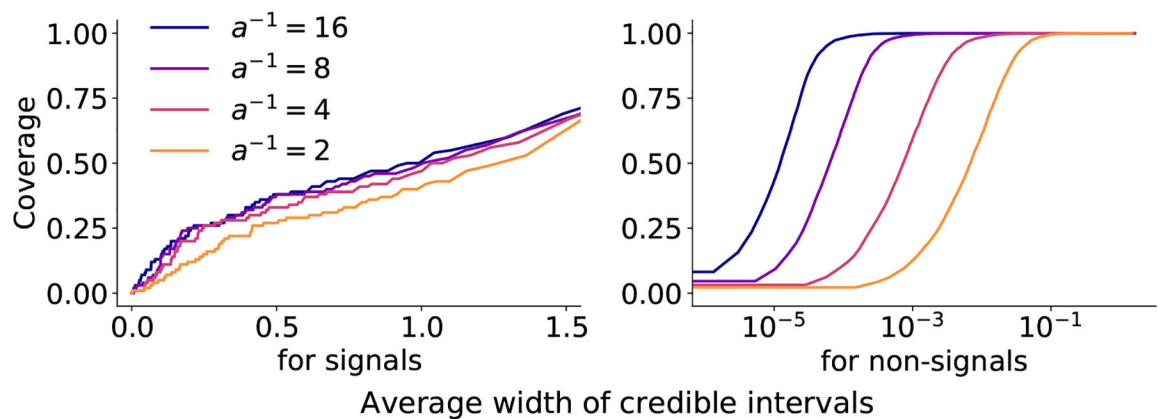 1.00
0.75
0.50
0.25
0.00
Coverage
a⁻¹ = 16
a⁻¹ = 8
a⁻¹ = 4
a⁻¹ = 2
0.0 0.5 1.0 1.5
for signals
1.00
0.75
0.50
0.25
0.00
10⁻⁵ 10⁻³ 10⁻¹
for non-signals
Average width of credible intervals